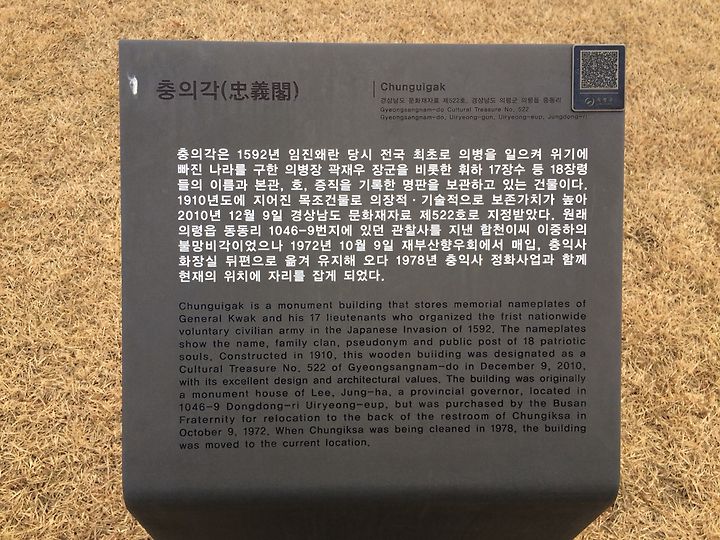 충의각(忠義閣)
Chunguigak
경상남도 문화재자료 제522호, 경상남도 의령군 의령읍 중동리
Gyeongsangnam-do Cultural Treasure No. 522
Gyeongsangnam-do, Uiryeong-gun, Uiryeong-eup, Jungdong-ri
충의각은 1592년 임진왜란 당시 전국 최초로 의병을 일으켜 위기에
빠진 나라를 구한 의병장 곽재우 장군을 비롯한 휘하 17장수 등 18장령
들의 이름과 본관, 호, 증직을 기록한 명판을 보관하고 있는 건물이다.
1910년도에 지어진 목조건물로 의장적·기술적으로 보존가치가 높아
2010년 12월 9일 경상남도 문화재자료 제522호로 지정받았다. 원래
의령읍 동동리 1046-9번지에 있던 관찰사를 지낸 합천이씨 이중하의
불망비각이었으나 1972년 10월 9일 재부산향우회에서 매입, 충익사
화장실 뒤편으로 옮겨 유지해 오다 1978년 충익사 정화사업과 함께
현재의 위치에 자리를 잡게 되었다.
Chunguigak is a monument building that stores memorial nameplates of
General Kwak and his 17 lieutenants who organized the frist nationwide
voluntary civilian army in the Japanese Invasion of 1592. The nameplates
show the name, family clan, pseudonym and public post of 18 patriotic
souls. Constructed in 1910, this wooden building was designated as a
Cultural Treasure No. 522 of Gyeongsangnam-do in December 9, 2010,
with its excellent design and architectural values. The building was originally
a monument house of Lee, Jung-ha, a provincial governor, located in
1046-9 Dongdong-ri Uiryeong-eup, but was purchased by the Busan
Fraternity for relocation to the back of the restroom of Chungiksa in
October 9, 1972. When Chungiksa was being cleaned in 1978, the building
was moved to the current location.